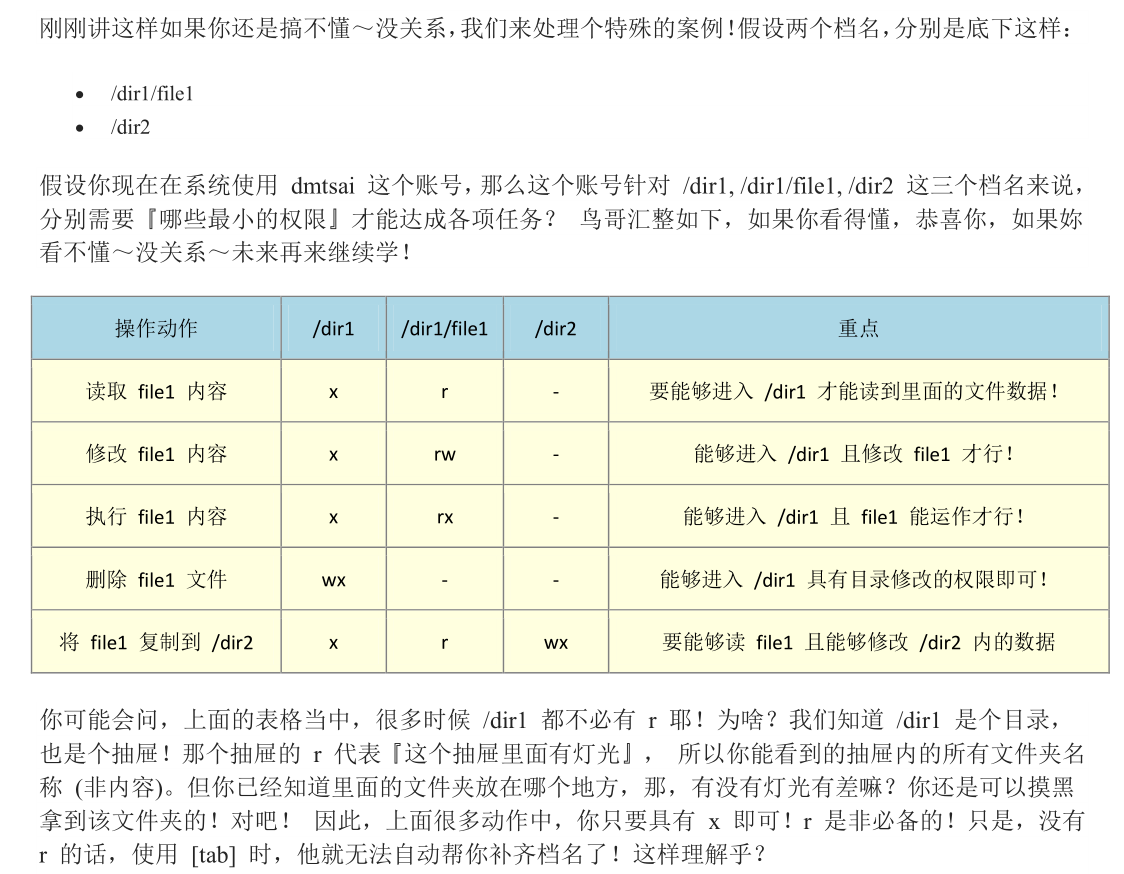 刚刚讲这样如果你还是搞不懂～没关系，我们来处理个特殊的案例！假设两个档名，分别是底下这样：
• /dir1/file1
• /dir2
假设你现在在系统使用 dmtsai 这个账号，那么这个账号针对 /dir1, /dir1/file1, /dir2 这三个档名来说，
分别需要『哪些最小的权限』才能达成各项任务？ 鸟哥汇整如下，如果你看得懂，恭喜你，如果妳
看不懂～没关系～未来再来继续学！
操作动作 /dir1 /dir1/file1 /dir2 重点
读取 file1 内容 x r - 要能够进入 /dir1 才能读到里面的文件数据！
修改 file1 内容 x rw - 能够进入 /dir1 且修改 file1 才行！
执行 file1 内容 x rx - 能够进入 /dir1 且 file1 能运作才行！
删除 file1 文件 wx - - 能够进入 /dir1 具有目录修改的权限即可！
将 file1 复制到 /dir2 x r wx 要能够读 file1 且能够修改 /dir2 内的数据
你可能会问，上面的表格当中，很多时候 /dir1 都不必有 r 耶！为啥？我们知道 /dir1 是个目录，
也是个抽屉！那个抽屉的 r 代表『这个抽屉里面有灯光』， 所以你能看到的抽屉内的所有文件夹名
称 (非内容)。但你已经知道里面的文件夹放在哪个地方，那，有没有灯光有差嘛？你还是可以摸黑
拿到该文件夹的！对吧！ 因此，上面很多动作中，你只要具有 x 即可！r 是非必备的！只是，没有
r 的话，使用 [tab] 时，他就无法自动帮你补齐档名了！这样理解乎？